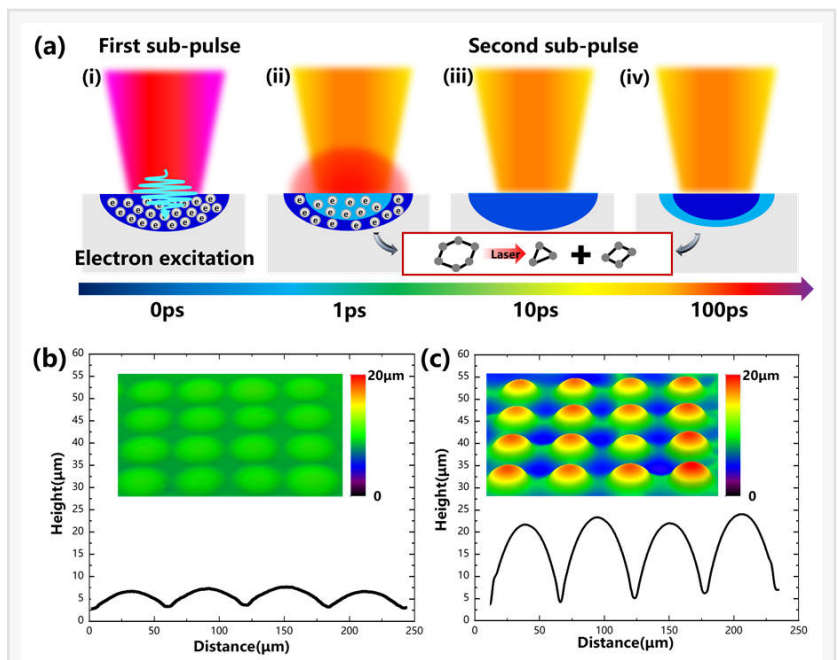 (a) First sub-pulse Second sub-pulse
(i) (ii) (iii) (iv)
e e e e e e e e e e e e e e e e e
e e e e e e e e e e e e
Electron excitation
Laser
0ps 1ps 10ps 100ps
(b)
60
55
50
45
40
35
30
25
20
15
10
5
0
Height(μm)
20μm
0
0 50 100 150 200 250
Distance(μm)
(c)
60
55
50
45
40
35
30
25
20
15
10
5
0
Height(μm)
20μm
0
0 50 100 150 200 250
Distance(μm)